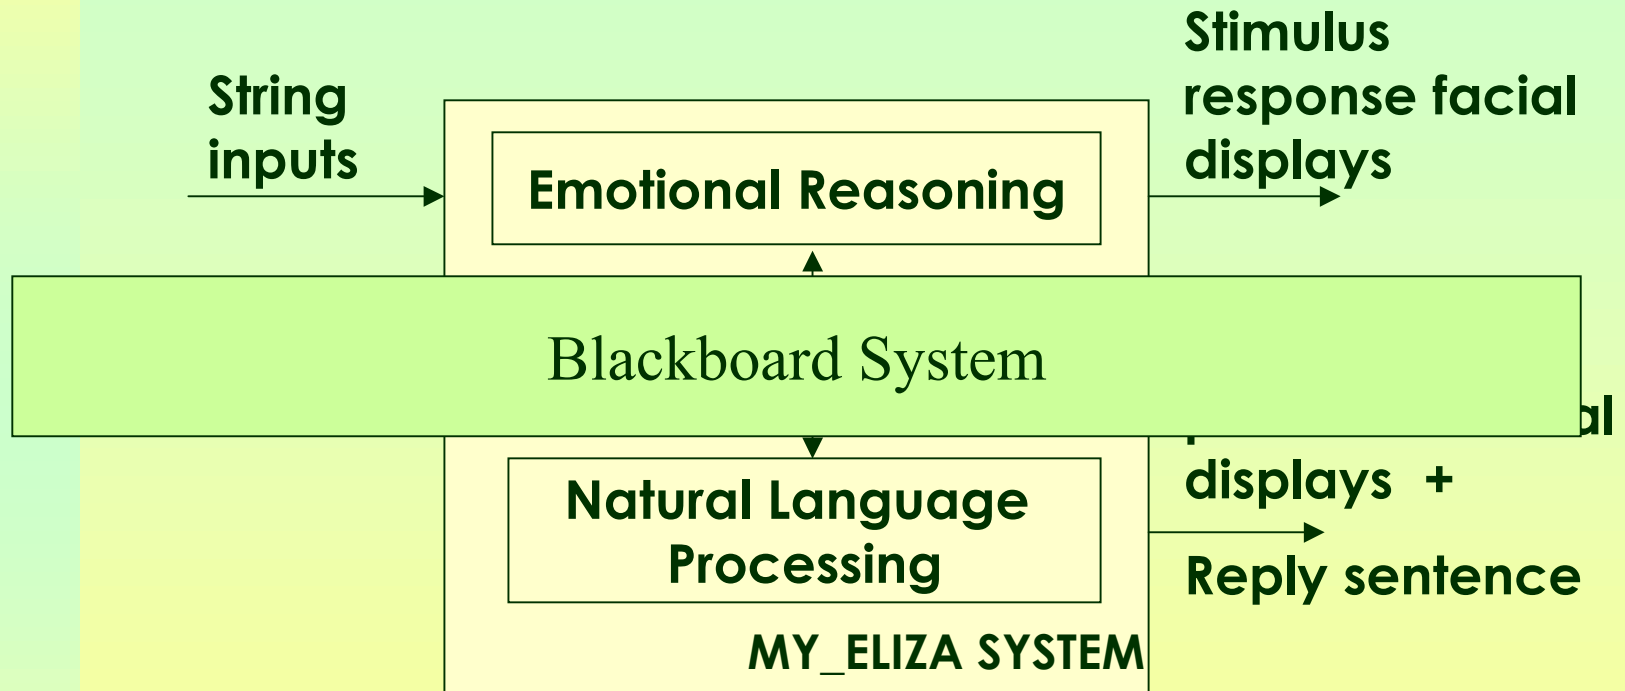 Stimulus
response facial
displays
String
inputs
Emotional Reasoning
Blackboard System
displays +
Reply sentence
Natural Language
Processing
MY_ELIZA SYSTEM